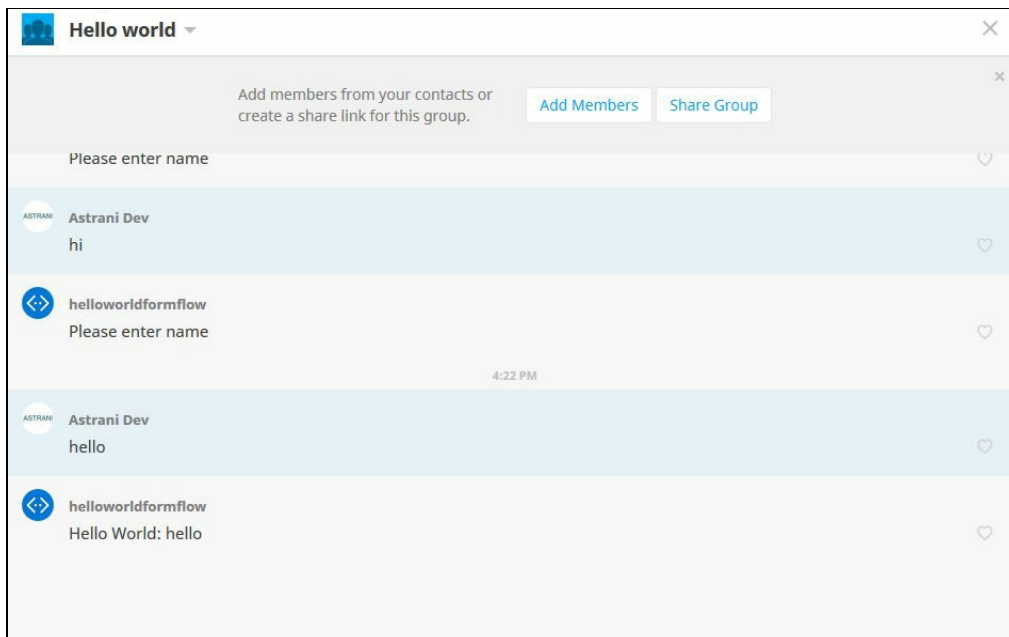 Hello world
Add members from your contacts or
create a share link for this group.
Add Members
Share Group
Please enter name
ASTRANI
Astrani Dev
hi
helloworldformflow
Please enter name
4:22 PM
ASTRANI
Astrani Dev
hello
helloworldformflow
Hello World: hello